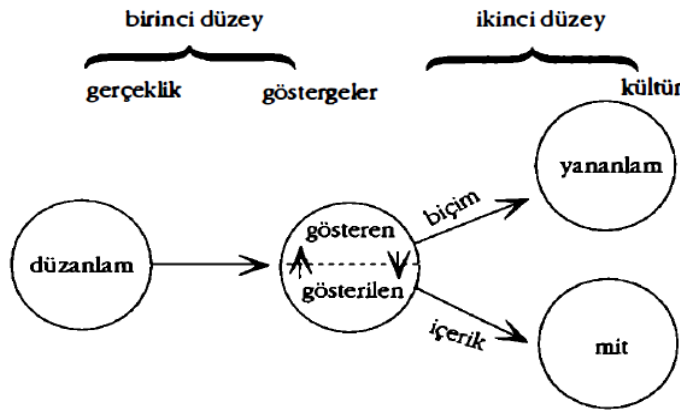 birinci düzey
ikinci düzey
gerçeklik
göstergeler
kültür
yananlam
biçim
gösteren
düzanlam
gösterilen
içerik
mit